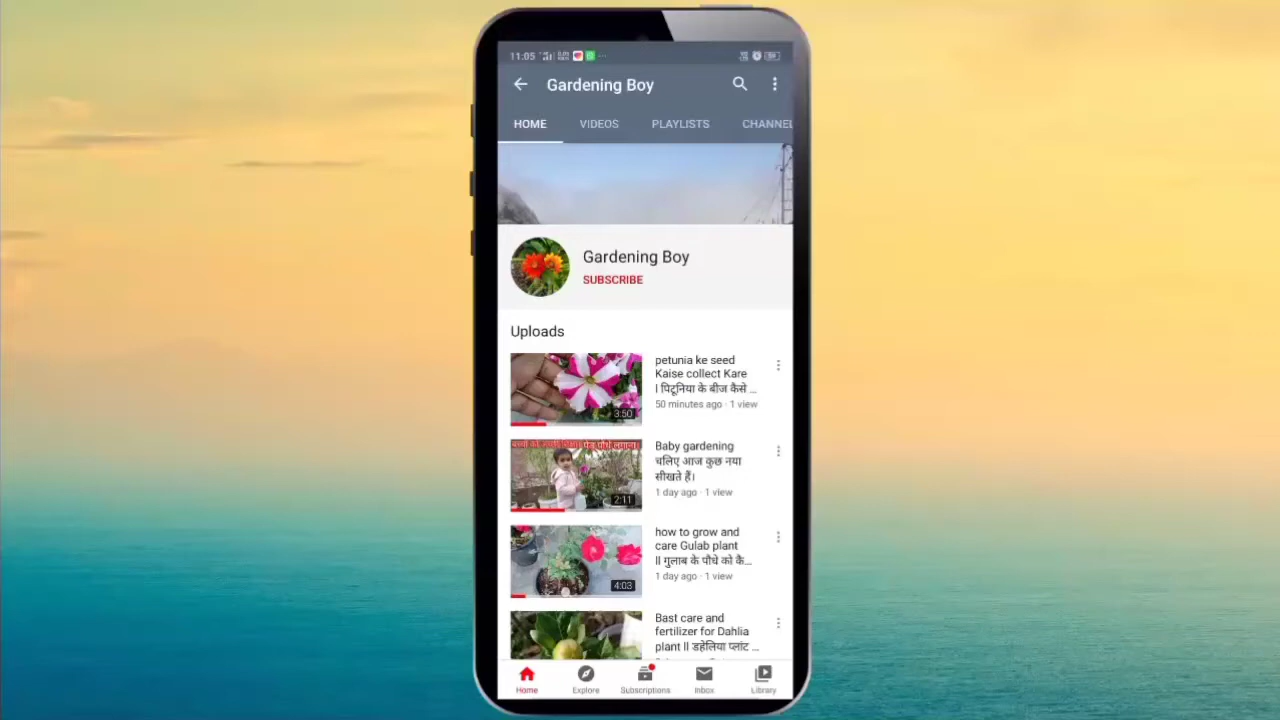 11:05
Gardening Boy
HOME VIDEOS PLAYLISTS CHANNEL
Gardening Boy
SUBSCRIBE
Uploads
petunia ke seed
Kaise collect Kare
l पिटूनिया के बीज कैसे ...
50 minutes ago · 1 view
3:50
Baby gardening
चलिए आज कुछ नया
सीखते हैं।
1 day ago · 1 view
पेड़ पौधे लगाना
2:11
how to grow and
care Gulab plant
ll गुलाब के पौधे को कै...
1 day ago · 1 view
4:03
Bast care and
fertilizer for Dahlia
plant ll डहेलिया प्लांट ...
Home Explore Subscriptions Inbox Library